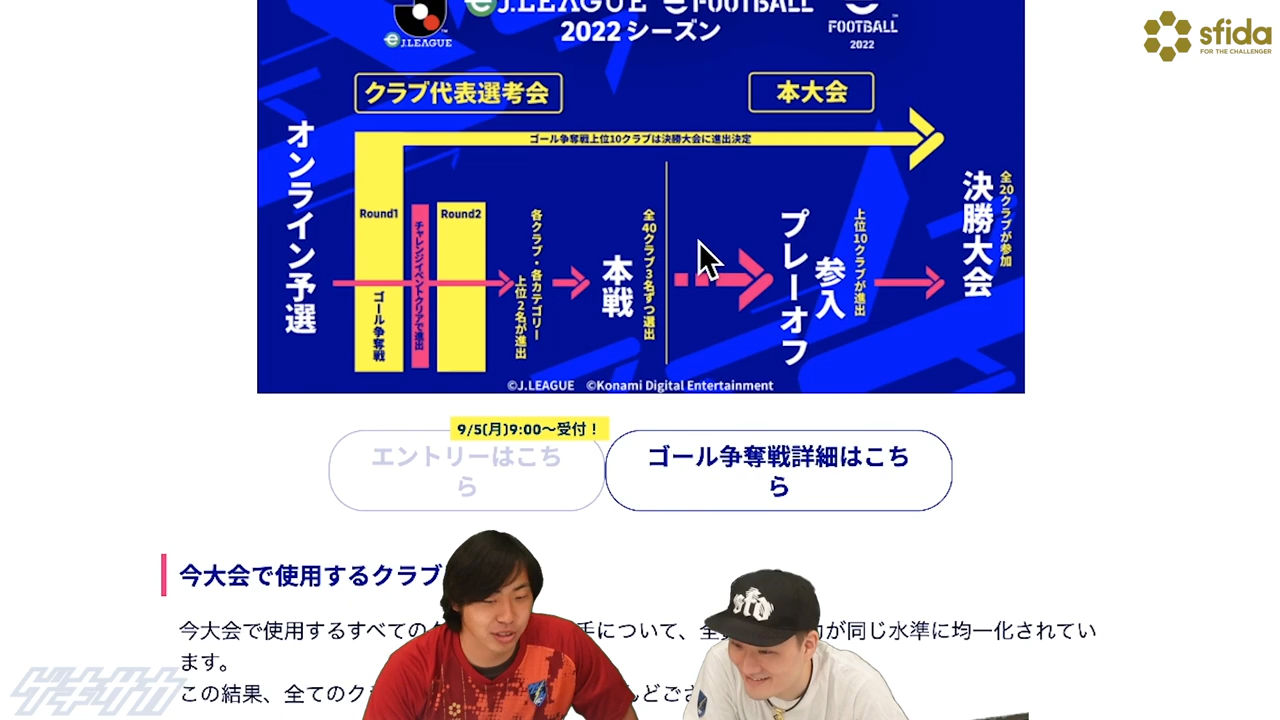 eJ.LEAGUE eFOOTBALL
2022シーズン
eJ.LEAGUE
FOOTBALL
2022
sfida
FOR THE CHALLENGER
クラブ代表選考会
本大会
ゴール争奪戦上位10クラブは決勝大会に進出決定
オンライン予選
Round1
ゴール争奪戦
チャレンジイベントクリアで進出
Round2
各クラブ・各カテゴリー
上位2名が進出
本戦
全40クラブ3名ずつ選出
プレーオフ
参入
上位10クラブが進出
決勝大会
全20クラブが参加
©J.LEAGUE ©Konami Digital Entertainment
9/5(月)9:00〜受付！
エントリーはこち
ら
ゴール争奪戦詳細はこち
ら
今大会で使用するクラブ
今大会で使用するすべての 手について、全 が同じ水準に均一化されてい
ます。
この結果、全てのク んどござ